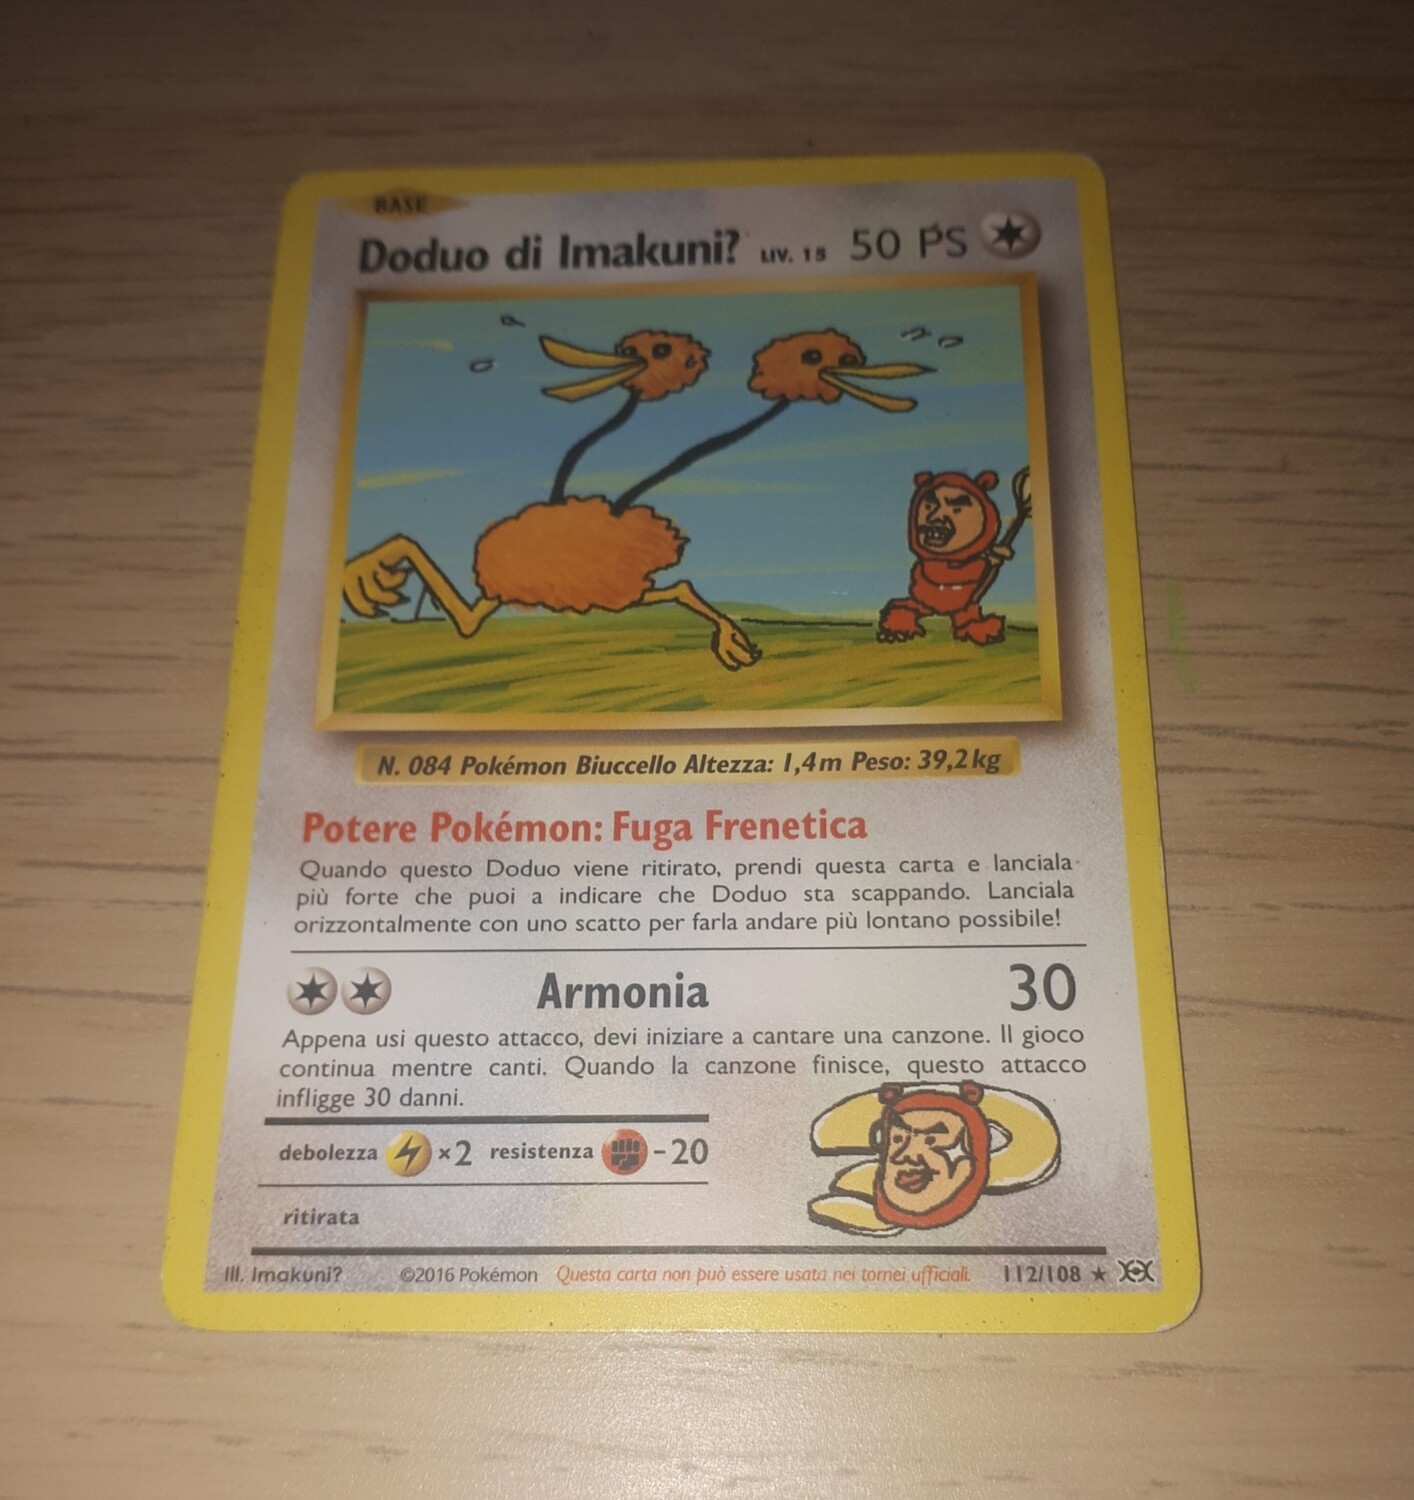 BASE
Doduo di Imakuni? LIV. 15 50 PS
N. 084 Pokémon Biuccello Altezza: 1,4 m Peso: 39,2 kg
Potere Pokémon: Fuga Frenetica
Quando questo Doduo viene ritirato, prendi questa carta e lanciala
più forte che puoi a indicare che Doduo sta scappando. Lanciala
orizzontalmente con uno scatto per farla andare più lontano possibile!
Armonia 30
Appena usi questo attacco, devi iniziare a cantare una canzone. Il gioco
continua mentre canti. Quando la canzone finisce, questo attacco
infligge 30 danni.
debolezza ×2 resistenza -20
ritirata
Ill. Imakuni? ©2016 Pokémon Questa carta non può essere usata nei tornei ufficiali. 112/108 ★